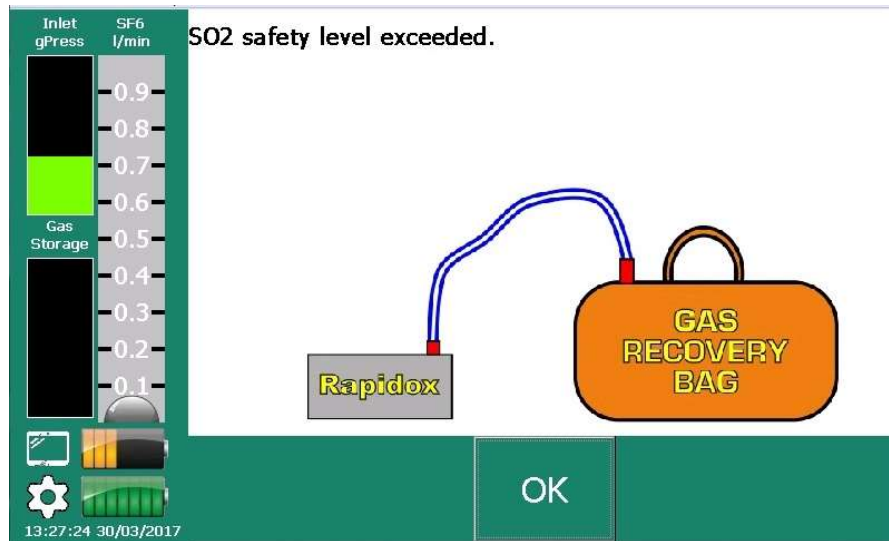 Inlet
gPress
SF6
l/min
SO2 safety level exceeded.
0.9
0.8
0.7
0.6
Gas
Storage
0.5
0.4
0.3
0.2
0.1
Rapidox
GAS
RECOVERY
BAG
OK
13:27:24 30/03/2017